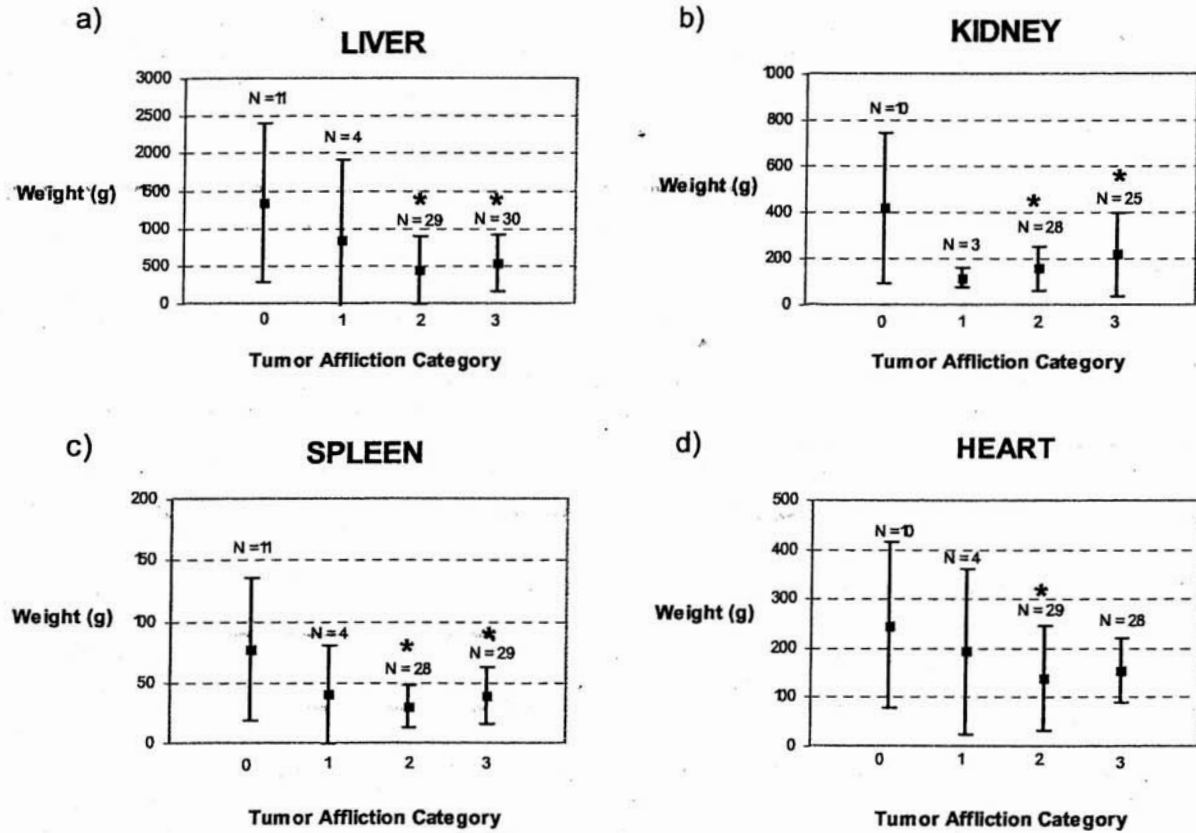 a)
LIVER
3000
2500
2000
1500
1000
500
0
Weight (g)
N = 11
N = 4
*
N = 29
*
N = 30
0 1 2 3
Tumor Affliction Category
b)
KIDNEY
1000
800
600
400
200
0
Weight (g)
N = 10
N = 3
*
N = 28
*
N = 25
0 1 2 3
Tumor Affliction Category
c)
SPLEEN
200
150
100
50
0
Weight (g)
N = 11
N = 4
*
N = 28
*
N = 29
0 1 2 3
Tumor Affliction Category
d)
HEART
500
400
300
200
100
0
Weight (g)
N = 10
N = 4
*
N = 29
N = 28
0 1 2 3
Tumor Affliction Category